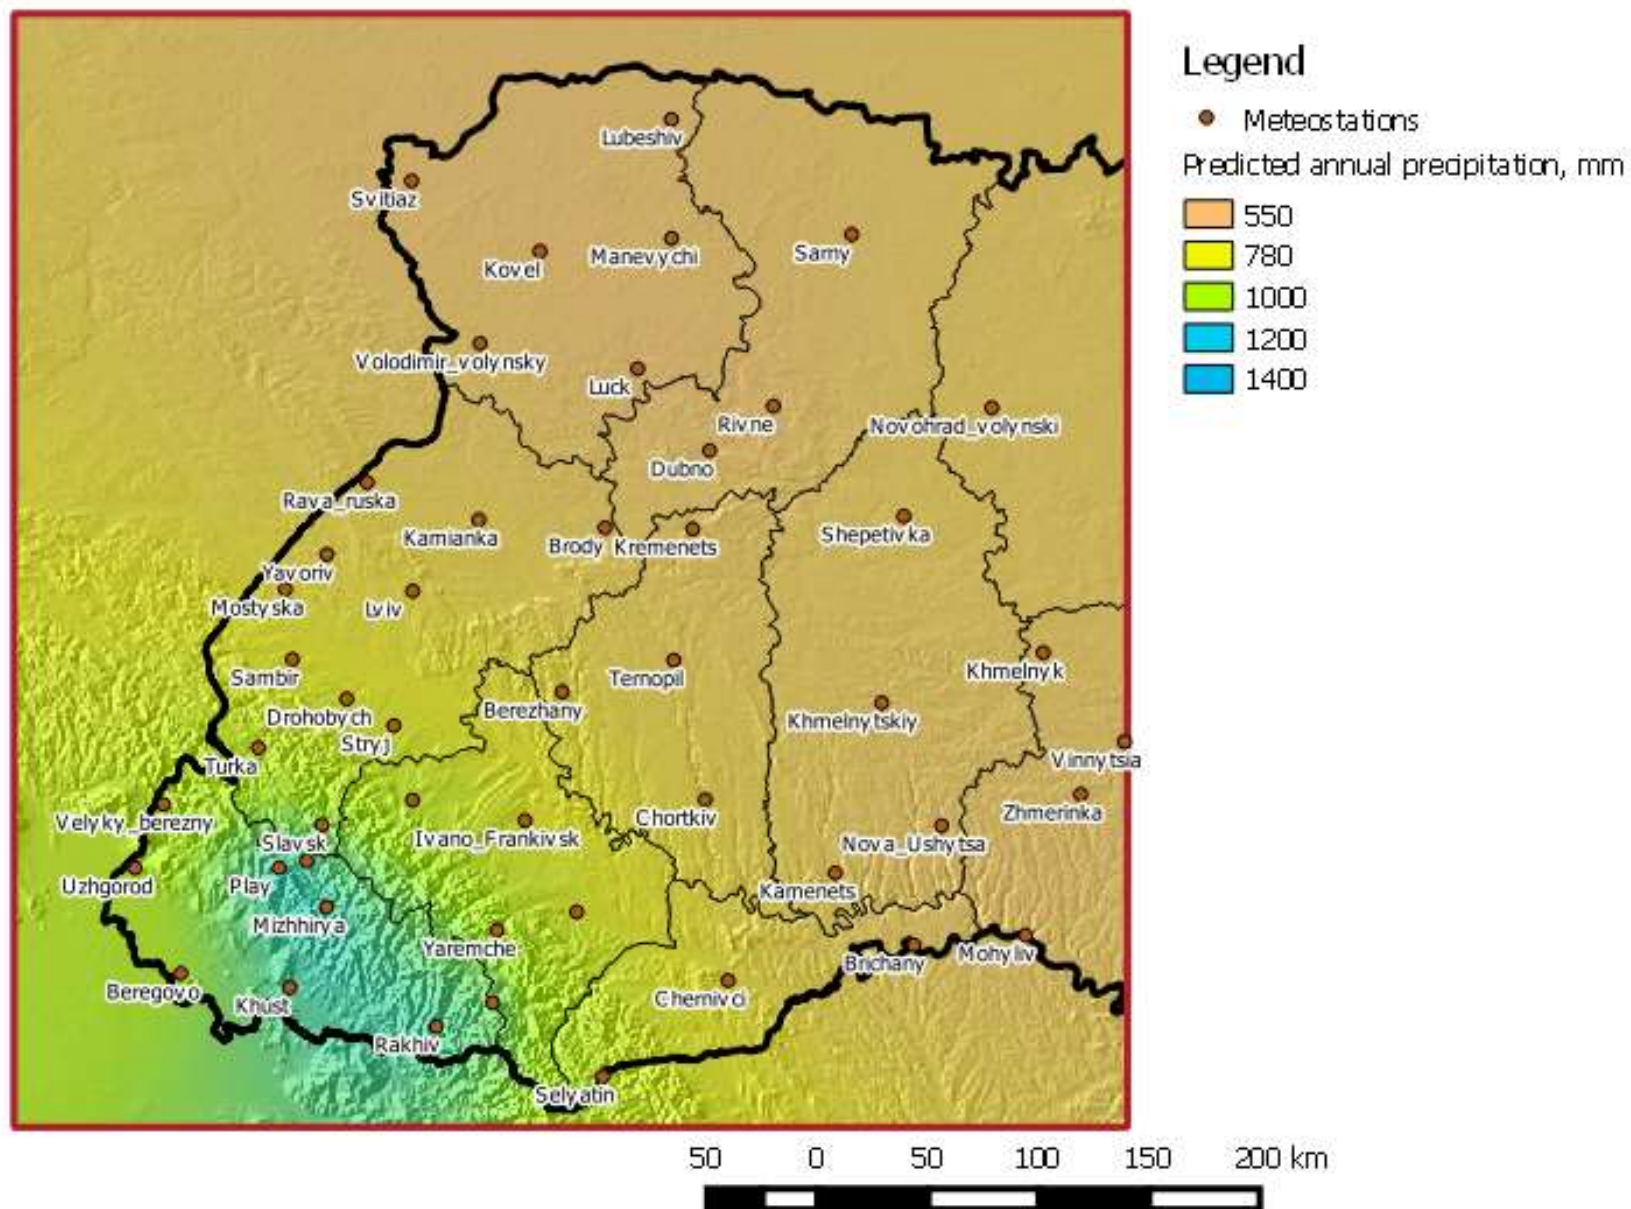 Legend
Meteostations
Predicted annual precipitation, mm
550
780
1000
1200
1400
Lubeshiv
Svitiaz
Kovel
Manevychi
Sarny
Volodimir_volynsky
Luck
Rivne
Novohrad_volynski
Dubno
Rava_ruska
Kamianka
Brody
Kremenets
Shepetivka
Yavoriv
Mostyska
Lviv
Sambir
Ternopil
Khmelnyk
Drohobych
Berezhany
Khmelnytskiy
Stryj
Turka
Vinnytsia
Velyky_berezny
Slavsk
Ivano_Frankivsk
Chortkiv
Zhmerinka
Nova_Ushytsa
Uzhgorod
Play
Kamenets
Mizhhirya
Yaremche
Brichany
Mohyliv
Beregovo
Khust
Chernivci
Rakhiv
Selyatin
50 0 50 100 150 200 km